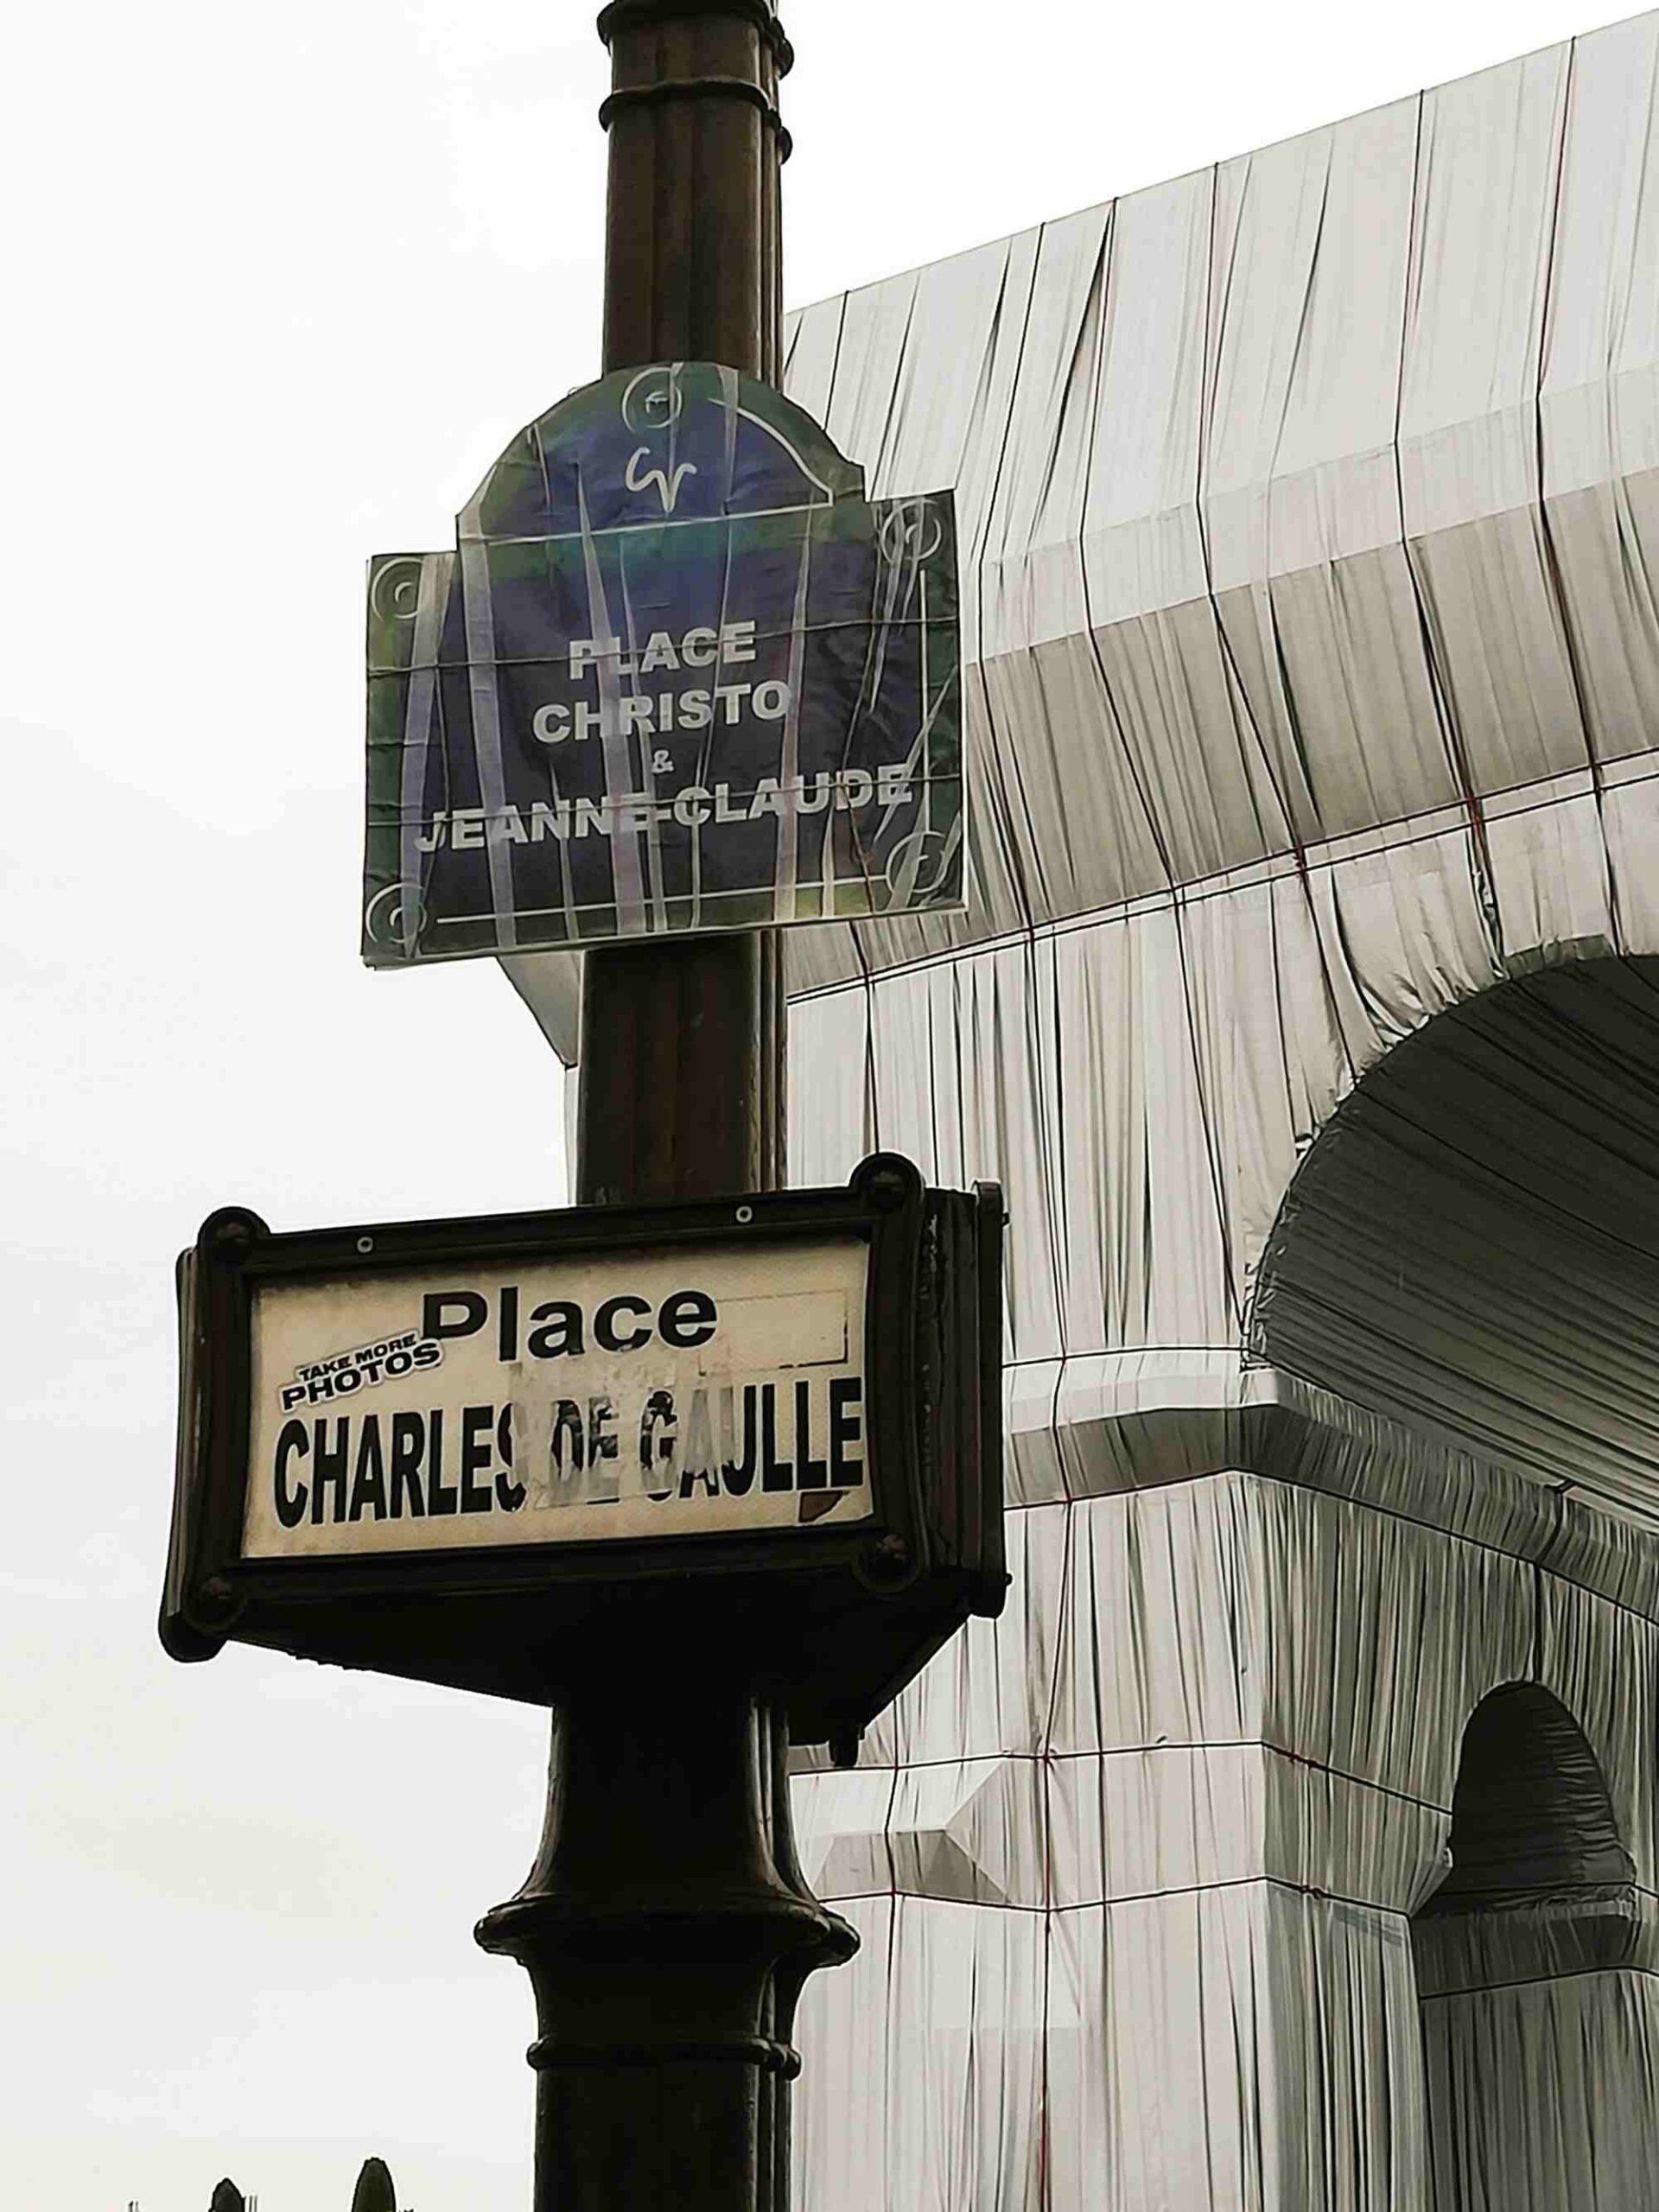 PLACE
CHRISTO
&
JEANNE-CLAUDE
Place
TAKE MORE
PHOTOS
CHARLES DE GAULLE